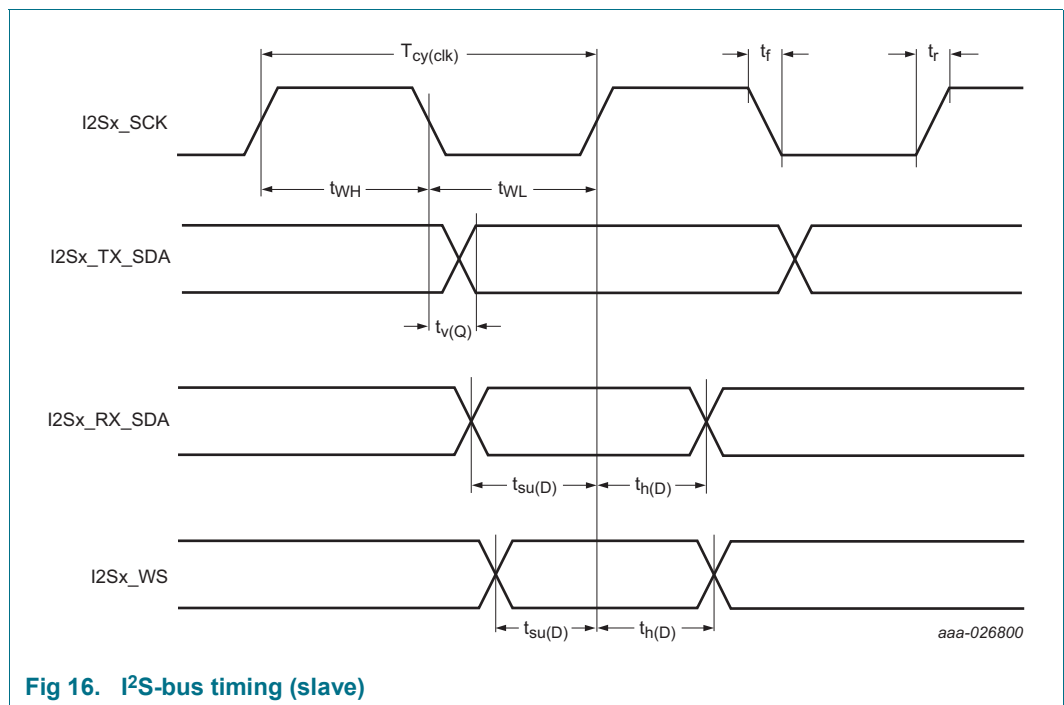 Tcy(clk)
tf
tr
I2Sx_SCK
tWH
tWL
I2Sx_TX_SDA
tv(Q)
I2Sx_RX_SDA
tsu(D)
th(D)
I2Sx_WS
tsu(D)
th(D)
aaa-026800
Fig 16. I²S-bus timing (slave)